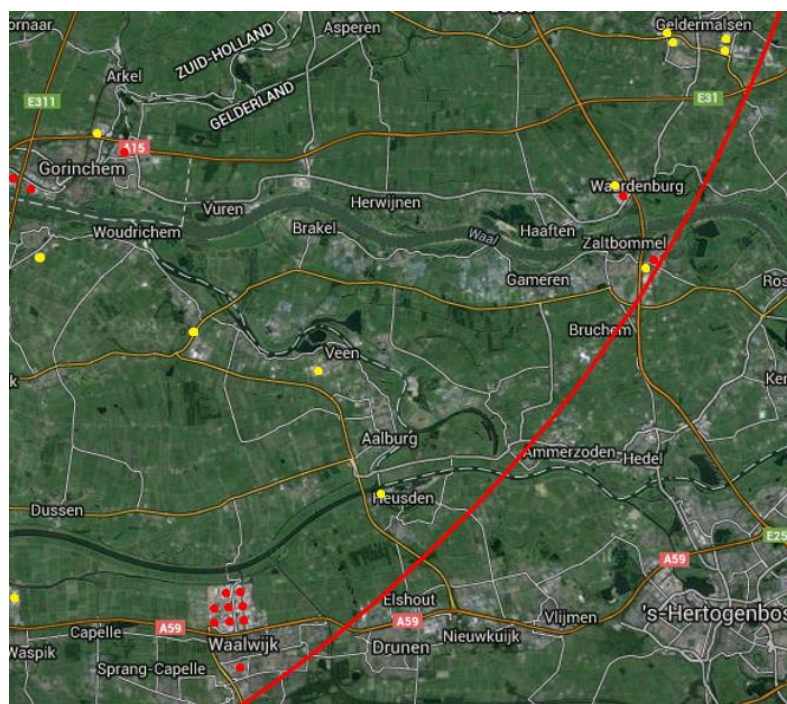 ornaar
Asperen
Geldermalsen
ZUID-HOLLAND
Arkel
GELDERLAND
E311
E31
A15
Gorinchem
Waardenburg
Vuren
Herwijnen
Woudrichem
Brakel
Waal
Haaften
Zaltbommel
Gameren
Ros
Bruchem
Veen
k
Ker
Aalburg
Ammerzoden
Hedel
Heusden
Dussen
E25
A59
Elshout
's-Hertogenbos
Capelle
A59
A59
Vlijmen
Waspik
Waalwijk
Drunen
Nieuwkuijk
Sprang-Capelle